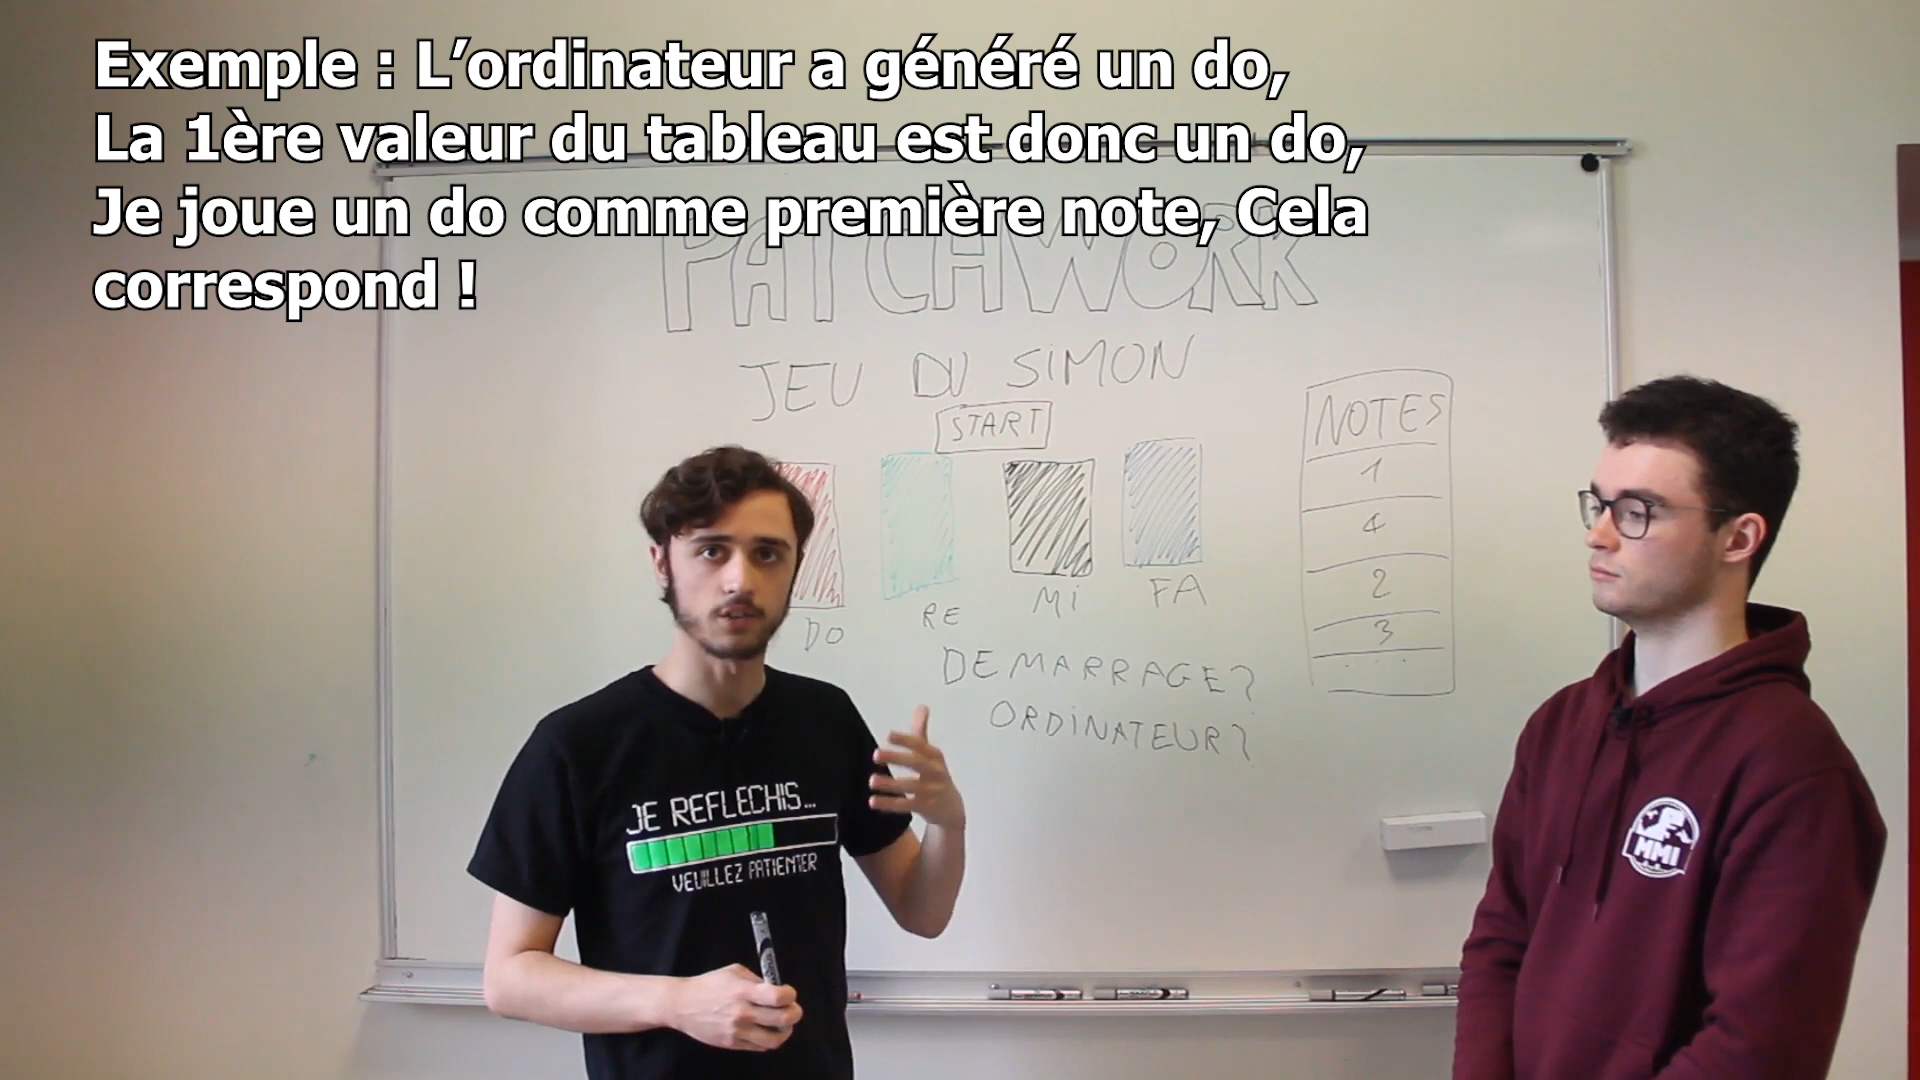 Exemple : L’ordinateur a généré un do,
La 1ère valeur du tableau est donc un do,
Je joue un do comme première note, Cela
correspond !
PATCHWORK
JEU DU SIMON
START
DO
RE
MI
FA
DEMARRAGE?
ORDINATEUR?
NOTES
1
4
2
3
...
JE REFLECHIS...
VEUILLEZ PATIENTER
MMI